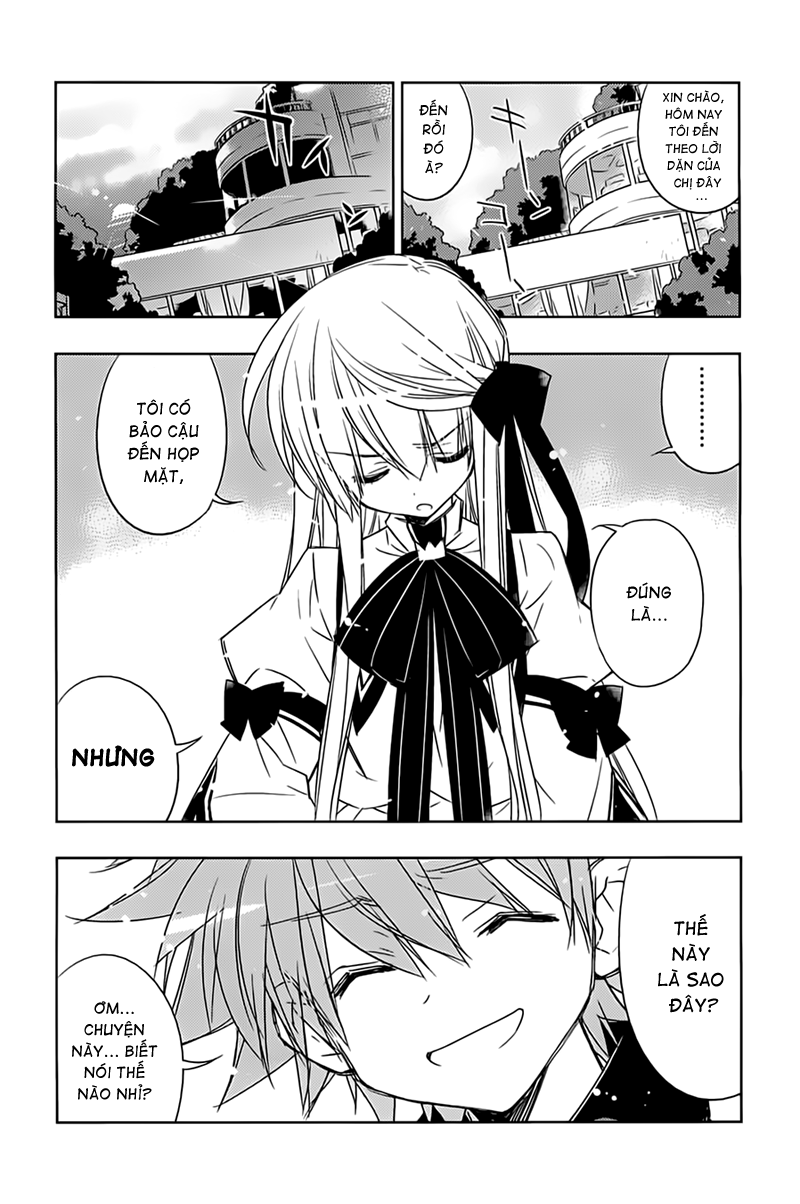 XIN CHÀO,
HÔM NAY
TÔI ĐẾN
THEO LỜI
DẶN CỦA
CHỊ ĐÂY
...
ĐẾN
RỒI
ĐÓ
À?
........
ĐÚNG
LÀ...
TÔI CÓ
BẢO CẬU
ĐẾN HỌP
MẶT,
NHƯNG
THẾ
NÀY
LÀ SAO
ĐÂY?
ƠM...
CHUYỆN
NÀY... BIẾT
NÓI THẾ
NÀO NHỈ?